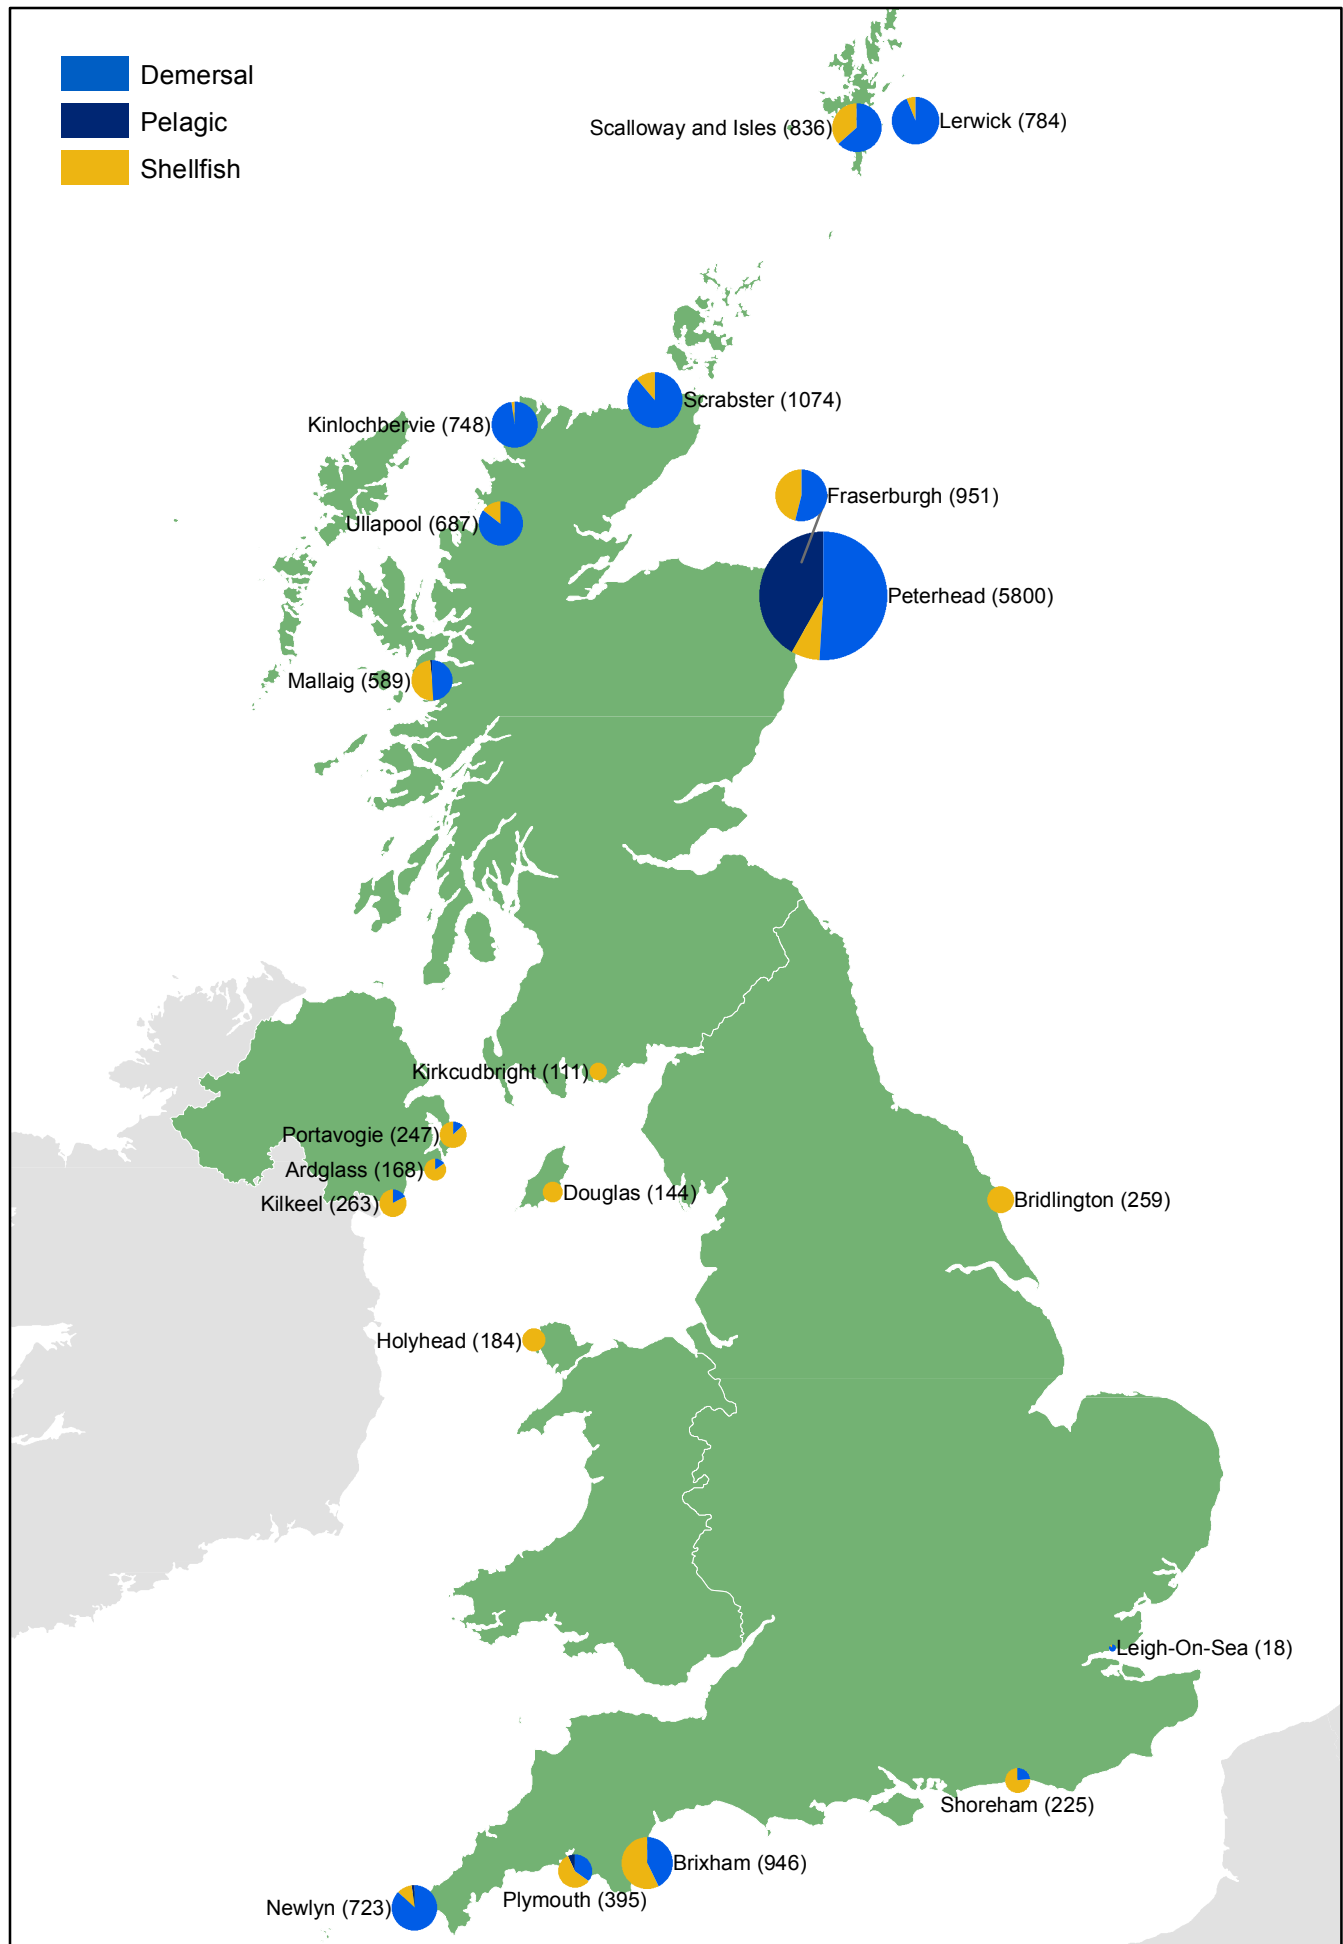 Demersal
Pelagic
Shellfish
Scalloway and Isles (836)
Lerwick (784)
Scrabster (1074)
Kinlochbervie (748)
Fraserburgh (951)
Ullapool (687)
Peterhead (5800)
Mallaig (589)
Kirkcudbright (111)
Portavogie (247)
Ardglass (168)
Douglas (144)
Kilkeel (263)
Bridlington (259)
Holyhead (184)
Leigh-On-Sea (18)
Shoreham (225)
Brixham (946)
Plymouth (395)
Newlyn (723)